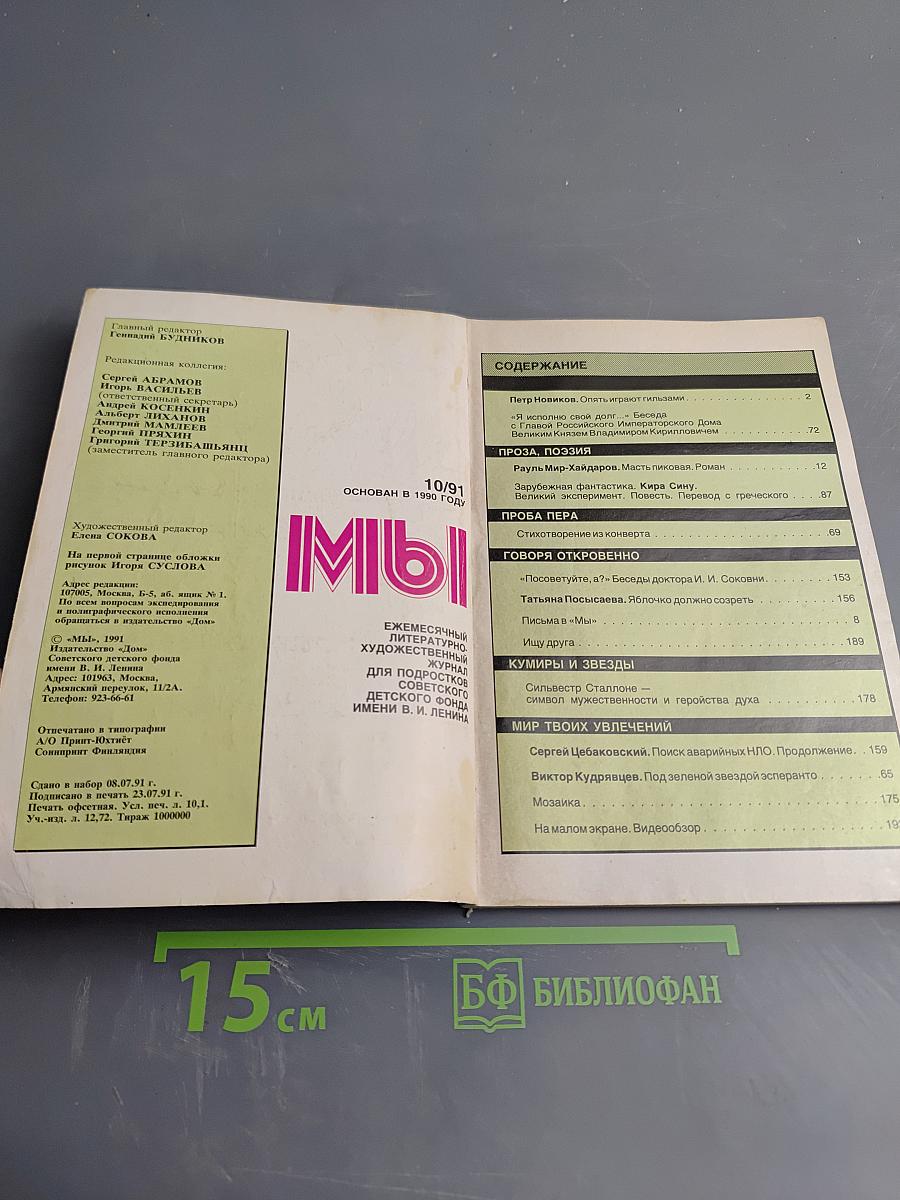 Главный редактор
Геннадий БУДНИКОВ
Редакционная коллегия:
Сергей АБРАМОВ
Игорь ВАСИЛЬЕВ
(ответственный секретарь)
Андрей КОСЕНКИН
Альберт ЛИХАНОВ
Дмитрий МАМЛЕЕВ
Георгий ПРЯХИН
Григорий ТЕРЗИБАШЬЯНЦ
(заместитель главного редактора)
Художественный редактор
Елена СОКОВА
На первой странице обложки
рисунок Игоря СУСЛОВА
Адрес редакции:
107005, Москва, Б-5, аб. ящик № 1.
По всем вопросам экспедирования
и полиграфического исполнения
обращаться в издательство «Дом»
© «МЫ», 1991
Издательство «Дом»
Советского детского фонда
имени В. И. Ленина
Адрес: 101963, Москва,
Армянский переулок, 11/2А.
Телефон: 923-66-61
Отпечатано в типографии
А/О Принт-Юхтиёт
Сонипринт Финляндия
Сдано в набор 08.07.91 г.
Подписано в печать 23.07.91 г.
Печать офсетная. Усл. печ. л. 10,1.
Уч.-изд. л. 12,72. Тираж 1000000
10/91
ОСНОВАН В 1990 ГОДУ
МЫ
ЕЖЕМЕСЯЧНЫЙ
ЛИТЕРАТУРНО-
ХУДОЖЕСТВЕННЫЙ
ЖУРНАЛ
ДЛЯ ПОДРОСТКОВ
СОВЕТСКОГО
ДЕТСКОГО ФОНДА
ИМЕНИ В. И. ЛЕНИНА
СОДЕРЖАНИЕ
Петр Новиков. Опять играют гильзами . . . . . . . . . . . . . . . . 2
«Я исполню свой долг...» Беседа
с Главой Российского Императорского Дома
Великим Князем Владимиром Кирилловичем . . . . . . . . . . . .72
ПРОЗА, ПОЭЗИЯ
Рауль Мир-Хайдаров. Масть пиковая. Роман . . . . . . . . . . . .12
Зарубежная фантастика. Кира Сину.
Великий эксперимент. Повесть. Перевод с греческого . . . .87
ПРОБА ПЕРА
Стихотворение из конверта . . . . . . . . . . . . . . . . . . . . . . . .69
ГОВОРЯ ОТКРОВЕННО
«Посоветуйте, а?» Беседы доктора И. И. Соковни. . . . . . . . . . 153
Татьяна Посысаева. Яблочко должно созреть . . . . . . . . . . . 156
Письма в «Мы» . . . . . . . . . . . . . . . . . . . . . . . . . . . . . . . . 8
Ищу друга . . . . . . . . . . . . . . . . . . . . . . . . . . . . . . . . . .189
КУМИРЫ И ЗВЕЗДЫ
Сильвестр Сталлоне —
символ мужественности и геройства духа . . . . . . . . . . . . 178
МИР ТВОИХ УВЛЕЧЕНИЙ
Сергей Цебаковский. Поиск аварийных НЛО. Продолжение. . 159
Виктор Кудрявцев. Под зеленой звездой эсперанто . . . . . . . .65
Мозаика . . . . . . . . . . . . . . . . . . . . . . . . . . . . . . . . . . . .175
На малом экране. Видеообзор . . . . . . . . . . . . . . . . . . . . .
15 см
БФ БИБЛИОФАН